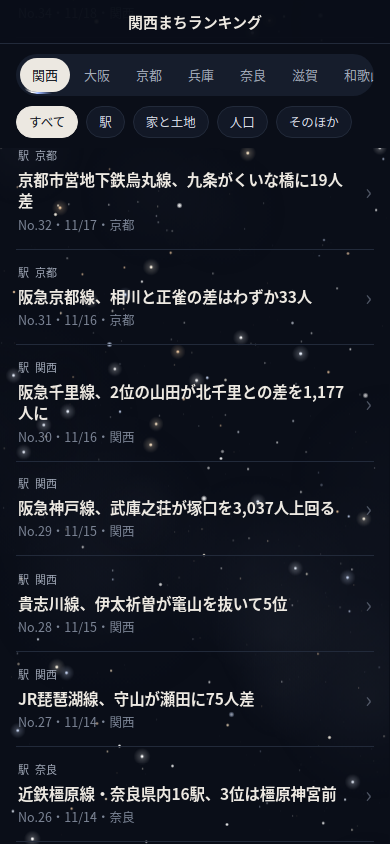 関西まちランキング
関西 大阪 京都 兵庫 奈良 滋賀 和歌
すべて 駅 家と土地 人口 そのほか
駅 京都
京都市営地下鉄烏丸線、九条がくいな橋に19人
差
No.32・11/17・京都
駅 京都
阪急京都線、相川と正雀の差はわずか33人
No.31・11/16・京都
駅 関西
阪急千里線、2位の山田が北千里との差を1,177
人に
No.30・11/16・関西
駅 関西
阪急神戸線、武庫之荘が塚口を3,037人上回る
No.29・11/15・関西
駅 関西
貴志川線、伊太祈曽が竃山を抜いて5位
No.28・11/15・関西
駅 関西
JR琵琶湖線、守山が瀬田に75人差
No.27・11/14・関西
駅 奈良
近鉄橿原線・奈良県内16駅、3位は橿原神宮前
No.26・11/14・奈良